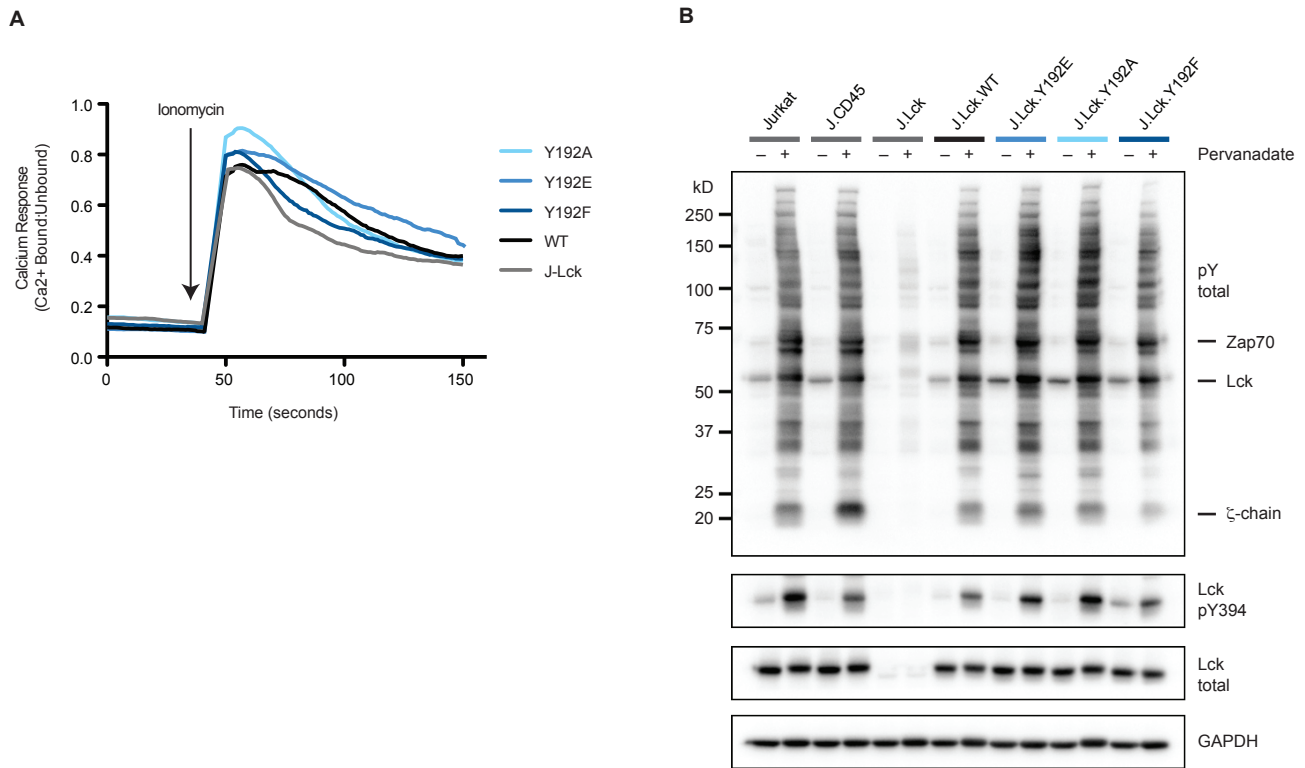 A
Ionomycin
Calcium Response
(Ca2+ Bound:Unbound)
1.0
0.8
0.6
0.4
0.2
0.0
0
50
100
150
Time (seconds)
Y192A
Y192E
Y192F
WT
J-Lck
B
Jurkat
J.CD45
J.Lck
J.Lck.WT
J.Lck.Y192E
J.Lck.Y192A
J.Lck.Y192F
– + – + – + – + – + – + – + Pervanadate
kD
250
150
100
75
50
37
25
20
pY
total
Zap70
Lck
ζ-chain
Lck
pY394
Lck
total
GAPDH